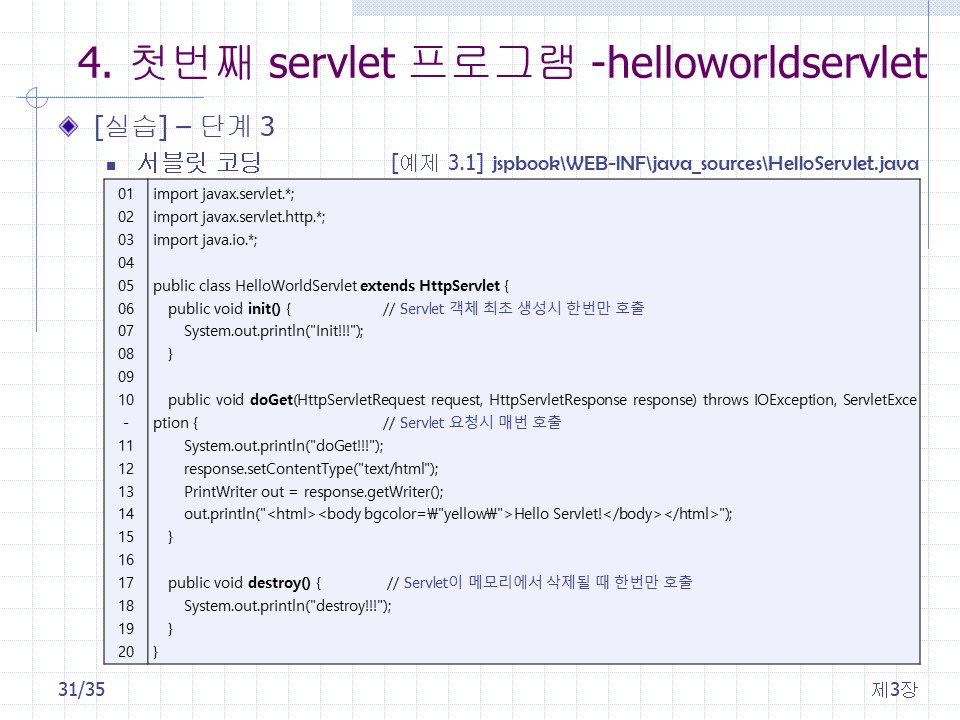 4. 첫번째 servlet 프로그램 -helloworldservlet
[실습] – 단계 3
서블릿 코딩 [예제 3.1] jspbook\WEB-INF\java_sources\HelloServlet.java
01 import javax.servlet.*;
02 import javax.servlet.http.*;
03 import java.io.*;
04
05 public class HelloWorldServlet extends HttpServlet {
06 public void init() { // Servlet 객체 최초 생성시 한번만 호출
07 System.out.println("Init!!!");
08 }
09
10 public void doGet(HttpServletRequest request, HttpServletResponse response) throws IOException, ServletExce
- ption { // Servlet 요청시 매번 호출
11 System.out.println("doGet!!!");
12 response.setContentType("text/html");
13 PrintWriter out = response.getWriter();
14 out.println("<html><body bgcolor=₩"yellow₩">Hello Servlet!</body></html>");
15 }
16
17 public void destroy() { // Servlet이 메모리에서 삭제될 때 한번만 호출
18 System.out.println("destroy!!!");
19 }
20 }
31/35 제3장